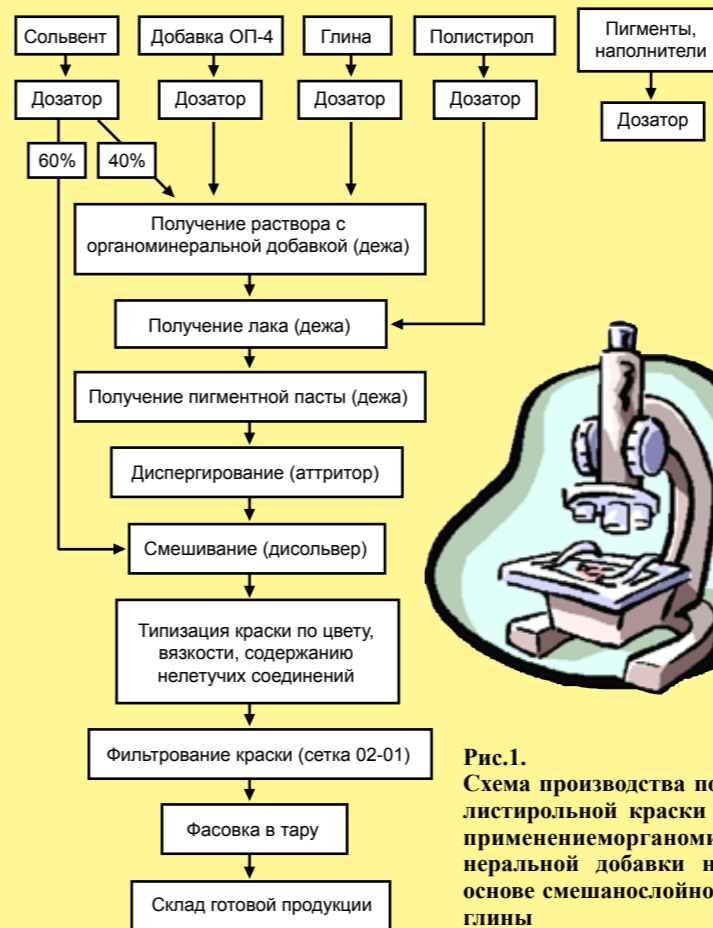 Сольвент
Добавка ОП-4
Глина
Полистирол
Пигменты,
наполнители
Дозатор
Дозатор
Дозатор
Дозатор
Дозатор
60%
40%
Получение раствора с
органоминеральной добавкой (дежа)
Получение лака (дежа)
Получение пигментной пасты (дежа)
Диспергирование (аттритор)
Смешивание (дисольвер)
Типизация краски по цвету,
вязкости, содержанию
нелетучих соединений
Фильтрование краски (сетка 02-01)
Фасовка в тару
Склад готовой продукции
Рис.1.
Схема производства по
листирольной краски
применениеморганоми
неральной добавки н
основе смешанослойно
глины